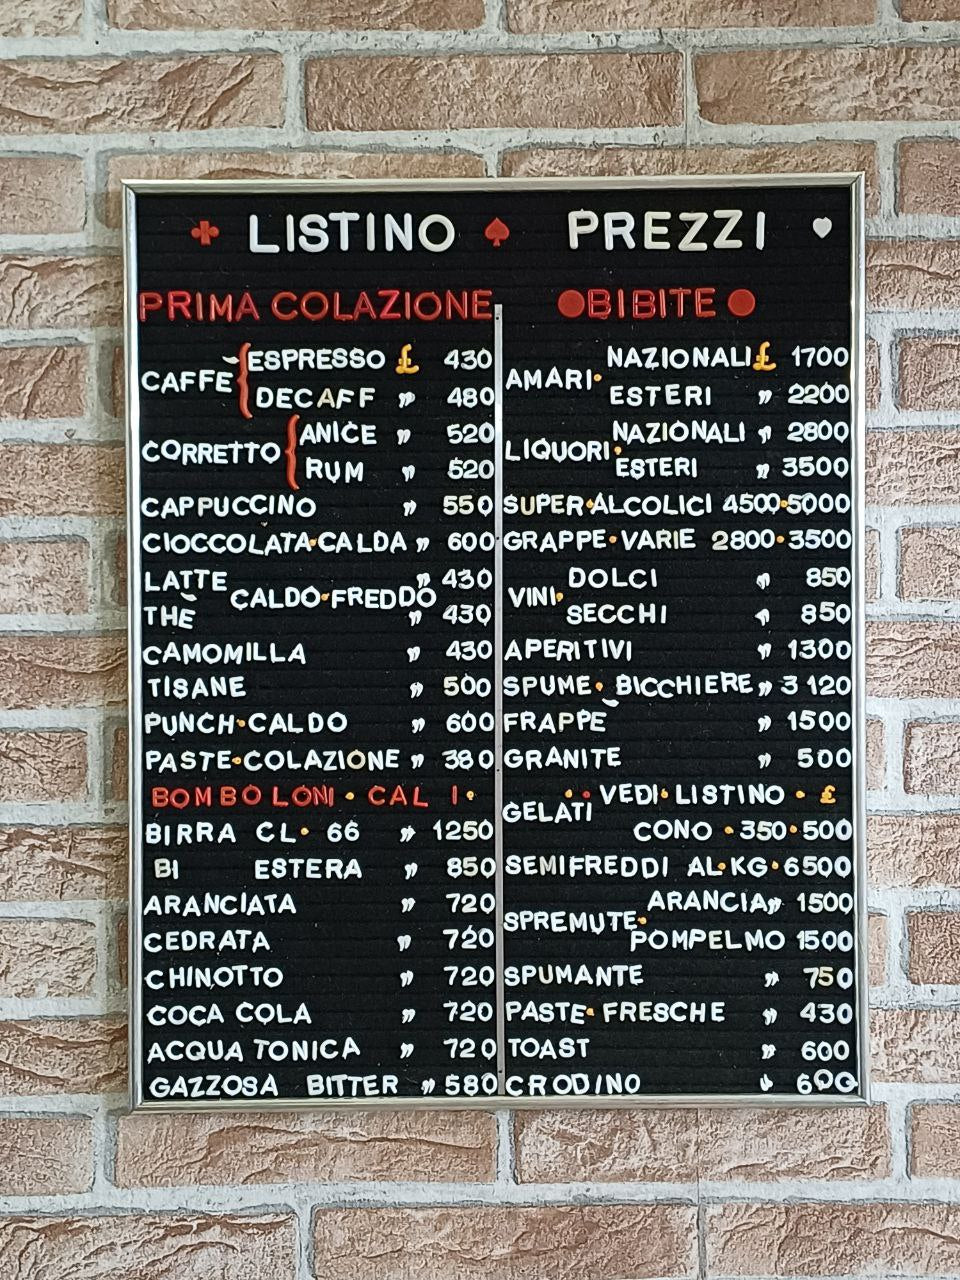 LISTINO PREZZI
PRIMA COLAZIONE
CAFFÈ ESPRESSO £ 430
DECAFF " 480
CORRETTO ANICE " 520
RUM " 520
CAPPUCCINO " 550
CIOCCOLATA•CALDA " 600
LATTE CALDO•FREDDO " 430
THÈ " 430
CAMOMILLA " 430
TISANE " 500
PUNCH•CALDO " 600
PASTE•COLAZIONE " 380
BOMBOLONI • CAL I•
BIRRA CL• 66 " 1250
BI ESTERA " 850
ARANCIATA " 720
CEDRATA " 720
CHINOTTO " 720
COCA COLA " 720
ACQUA TONICA " 720
GAZZOSA BITTER " 580
BIBITE
AMARI• NAZIONALI £ 1700
ESTERI " 2200
LIQUORI• NAZIONALI " 2800
ESTERI " 3500
SUPER•ALCOLICI 4500•5000
GRAPPE•VARIE 2800•3500
VINI• DOLCI " 850
SECCHI " 850
APERITIVI " 1300
SPUME• BICCHIERE " 3 120
FRAPPÈ " 1500
GRANITE " 500
GELATI •• VEDI•LISTINO • £
CONO •350•500
SEMIFREDDI AL•KG•6500
SPREMUTE• ARANCIA " 1500
POMPELMO 1500
SPUMANTE " 750
PASTE• FRESCHE " 430
TOAST " 600
CRODINO " 600